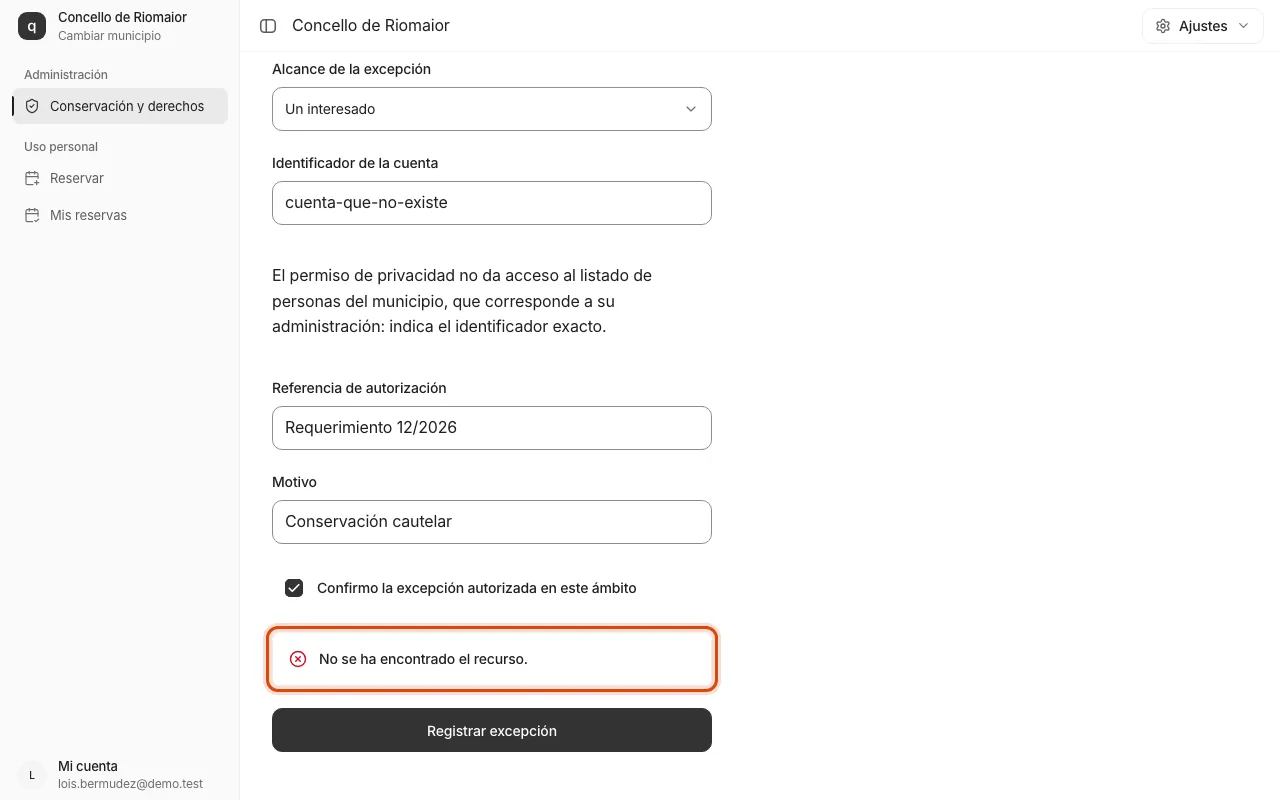 q
Concello de Riomaior
Cambiar municipio
Administración
Conservación y derechos
Uso personal
Reservar
Mis reservas
L
Mi cuenta
lois.bermudez@demo.test
Concello de Riomaior
Ajustes
Alcance de la excepción
Un interesado
Identificador de la cuenta
cuenta-que-no-existe
El permiso de privacidad no da acceso al listado de
personas del municipio, que corresponde a su
administración: indica el identificador exacto.
Referencia de autorización
Requerimiento 12/2026
Motivo
Conservación cautelar
Confirmo la excepción autorizada en este ámbito
No se ha encontrado el recurso.
Registrar excepción